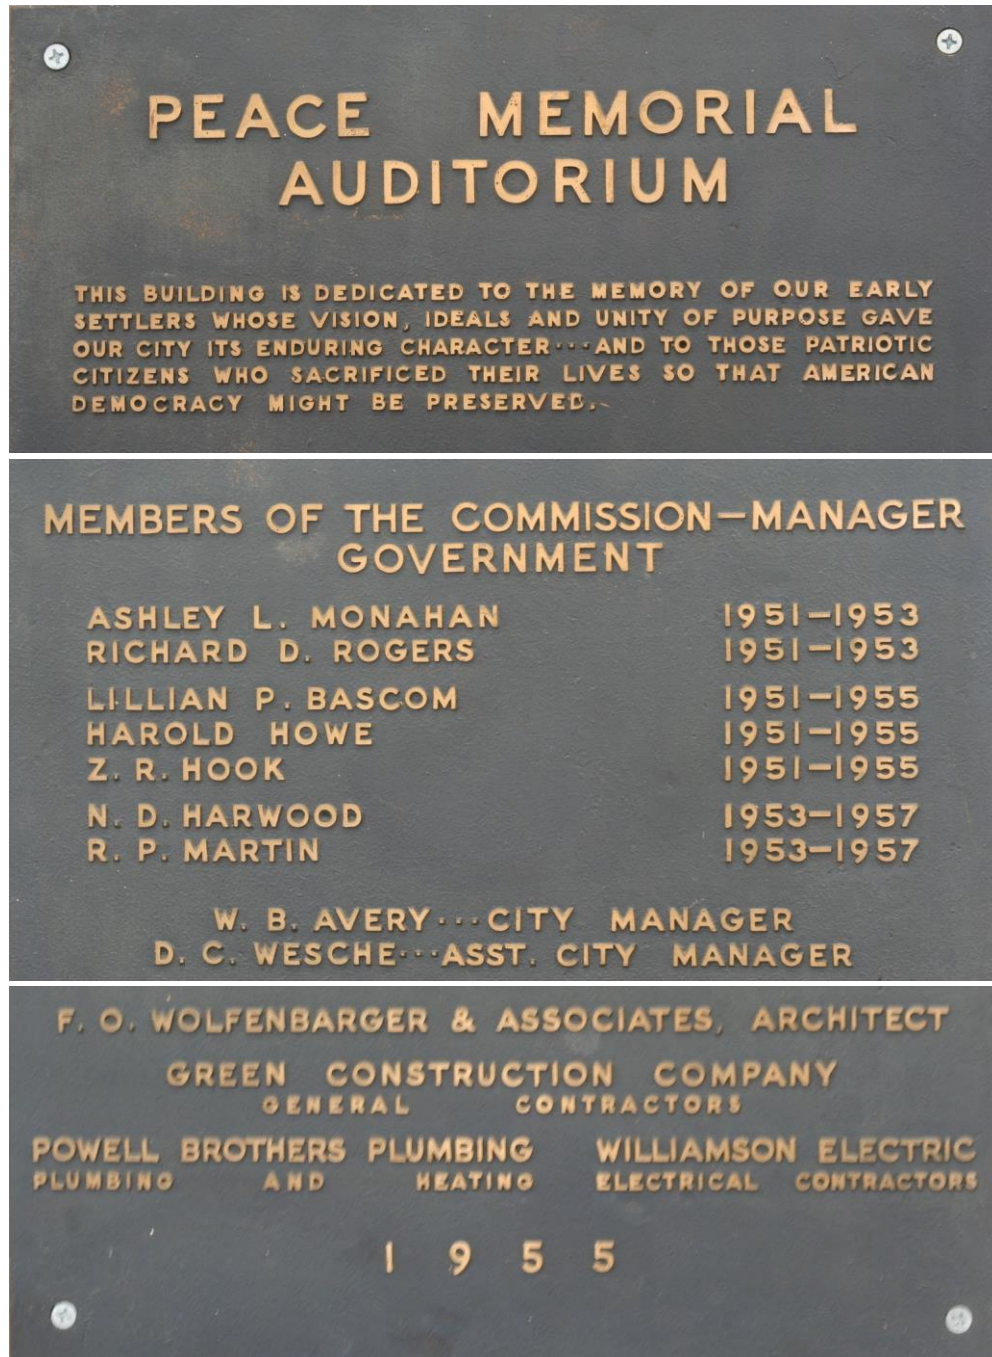 PEACE MEMORIAL
AUDITORIUM
THIS BUILDING IS DEDICATED TO THE MEMORY OF OUR EARLY
SETTLERS WHOSE VISION, IDEALS AND UNITY OF PURPOSE GAVE
OUR CITY ITS ENDURING CHARACTER···AND TO THOSE PATRIOTIC
CITIZENS WHO SACRIFICED THEIR LIVES SO THAT AMERICAN
DEMOCRACY MIGHT BE PRESERVED.
MEMBERS OF THE COMMISSION—MANAGER
GOVERNMENT
ASHLEY L. MONAHAN 1951—1953
RICHARD D. ROGERS 1951—1953
LILLIAN P. BASCOM 1951—1955
HAROLD HOWE 1951—1955
Z. R. HOOK 1951—1955
N. D. HARWOOD 1953—1957
R. P. MARTIN 1953—1957
W. B. AVERY···CITY MANAGER
D. C. WESCHE···ASST. CITY MANAGER
F. O. WOLFENBARGER & ASSOCIATES, ARCHITECT
GREEN CONSTRUCTION COMPANY
GENERAL CONTRACTORS
POWELL BROTHERS PLUMBING WILLIAMSON ELECTRIC
PLUMBING AND HEATING ELECTRICAL CONTRACTORS
1955